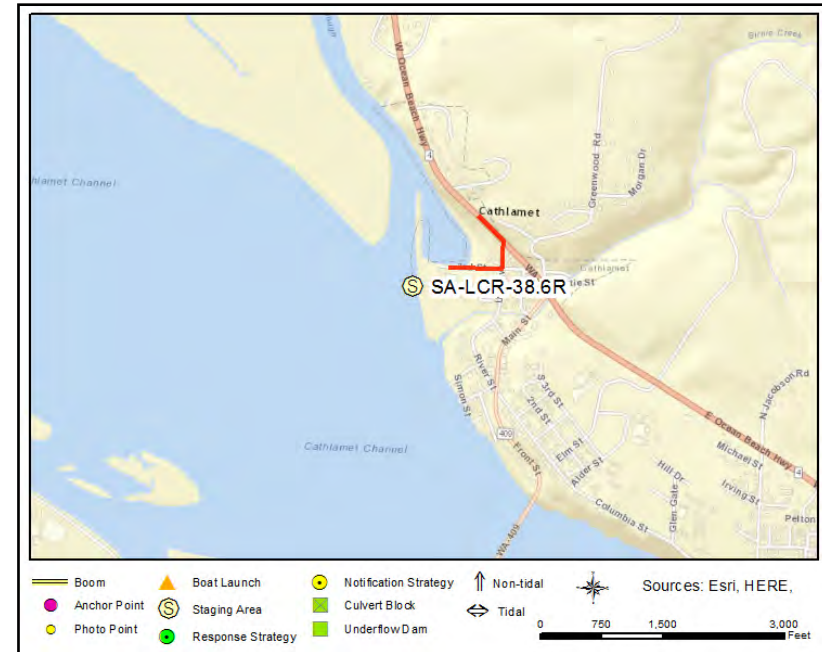 Birnie Creek
W Ocean Beach Hwy
4
Greenwood Rd
Morgan Dr
Cathlamet Channel
Cathlamet
Cathlamet
SA-LCR-38.6R
Main St
River St
Simon St
S 3rd St
2nd St
409
Elm St
Alder St
Front St
Columbia St
WA-409
Cathlamet Channel
Hill Dr
Glen Gate
E Ocean Beach Hwy
4
N Jacobson Rd
Michael St
Irving St
Pelton
Boom
Boat Launch
Notification Strategy
Non-tidal
Sources: Esri, HERE,
Anchor Point
S Staging Area
Culvert Block
Tidal
Photo Point
Response Strategy
Underflow Dam
0 750 1,500 3,000
Feet